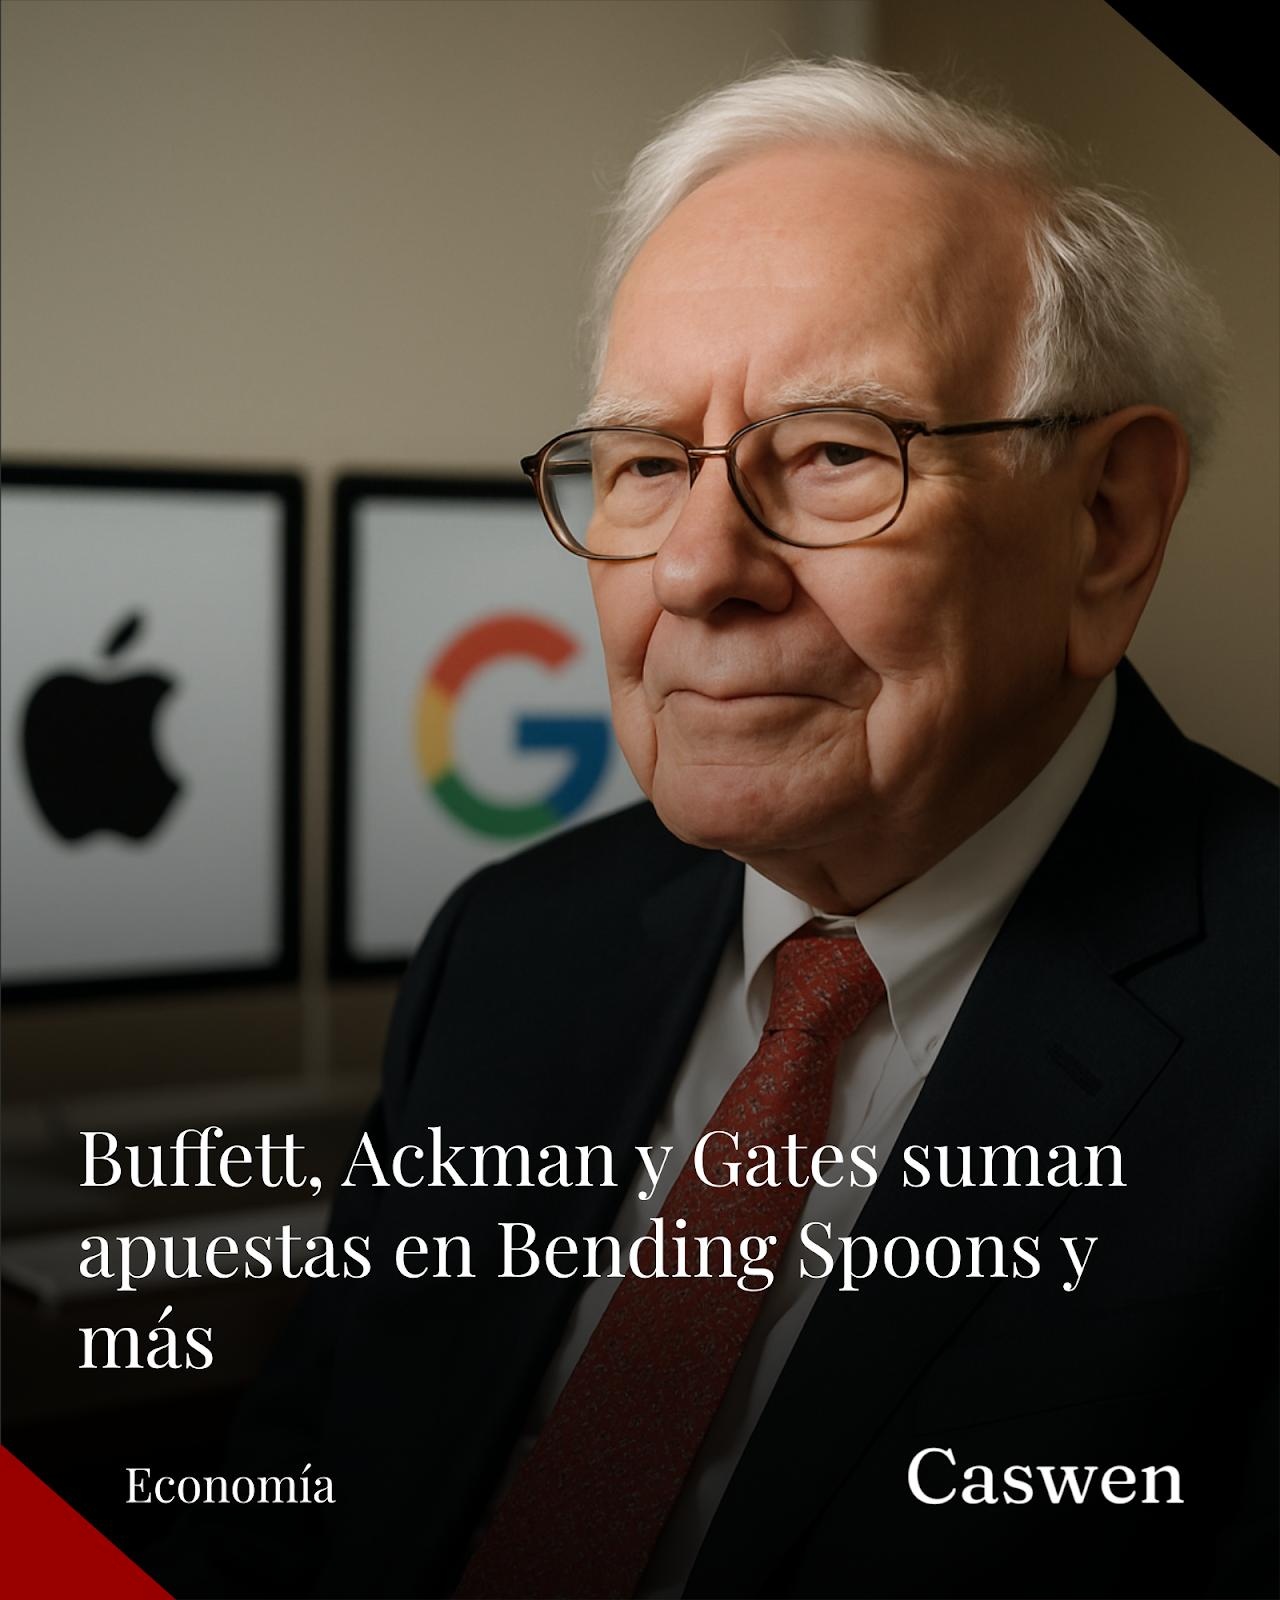 Buffett, Ackman y Gates suman
apuestas en Bending Spoons y
más
Economía
Caswen